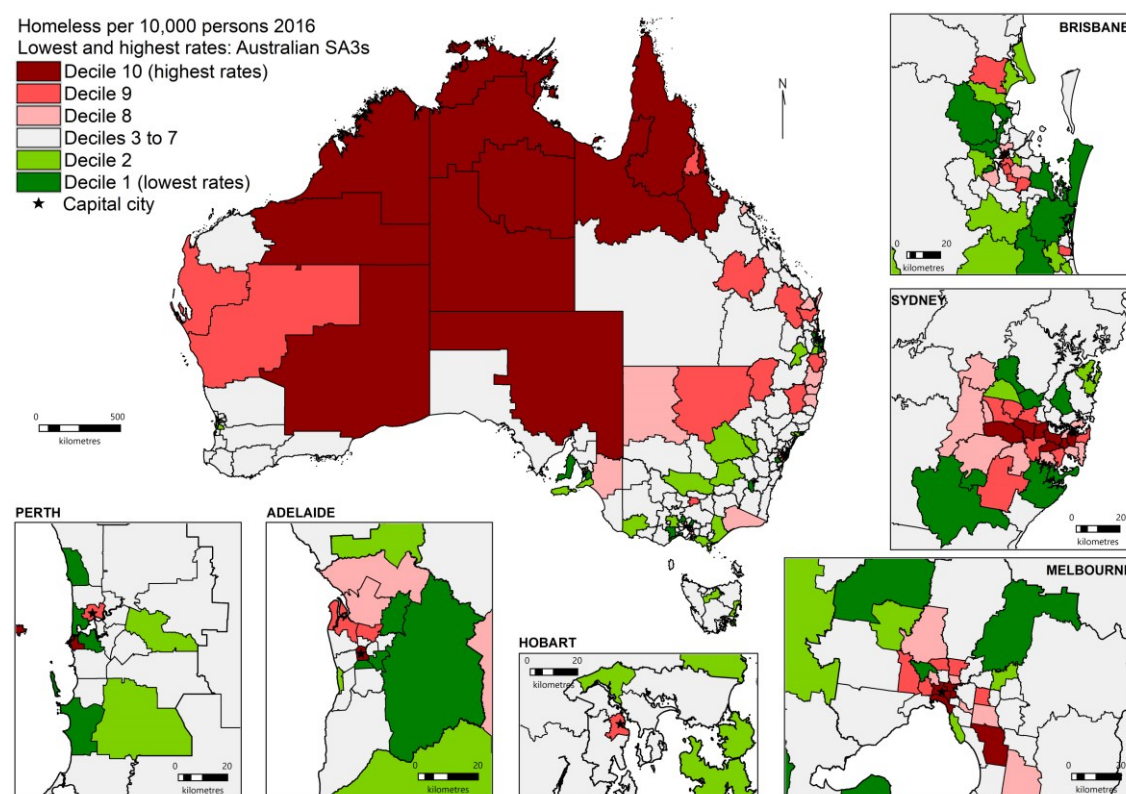 Homeless per 10,000 persons 2016
Lowest and highest rates: Australian SA3s
Decile 10 (highest rates)
Decile 9
Decile 8
Deciles 3 to 7
Decile 2
Decile 1 (lowest rates)
Capital city
N
0 500
kilometres
BRISBANE
0 20
kilometres
SYDNEY
0 20
kilometres
PERTH
0 20
kilometres
ADELAIDE
0 20
kilometres
HOBART
0 20
kilometres
MELBOURNE
0 20
kilometres